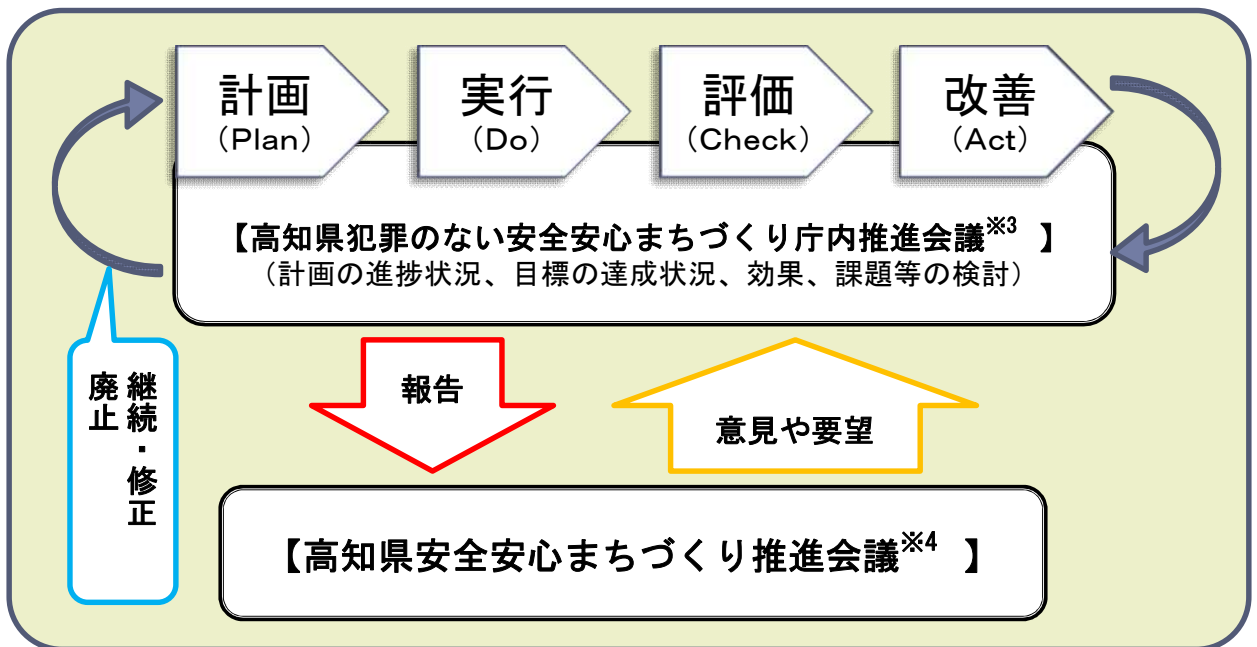 計画
（Plan）
実行
（Do）
評価
（Check）
改善
（Act）
【高知県犯罪のない安全安心まちづくり庁内推進会議※3 】
（計画の進捗状況、目標の達成状況、効果、課題等の検討）
継続・修正
廃止
報告
意見や要望
【高知県安全安心まちづくり推進会議※4 】